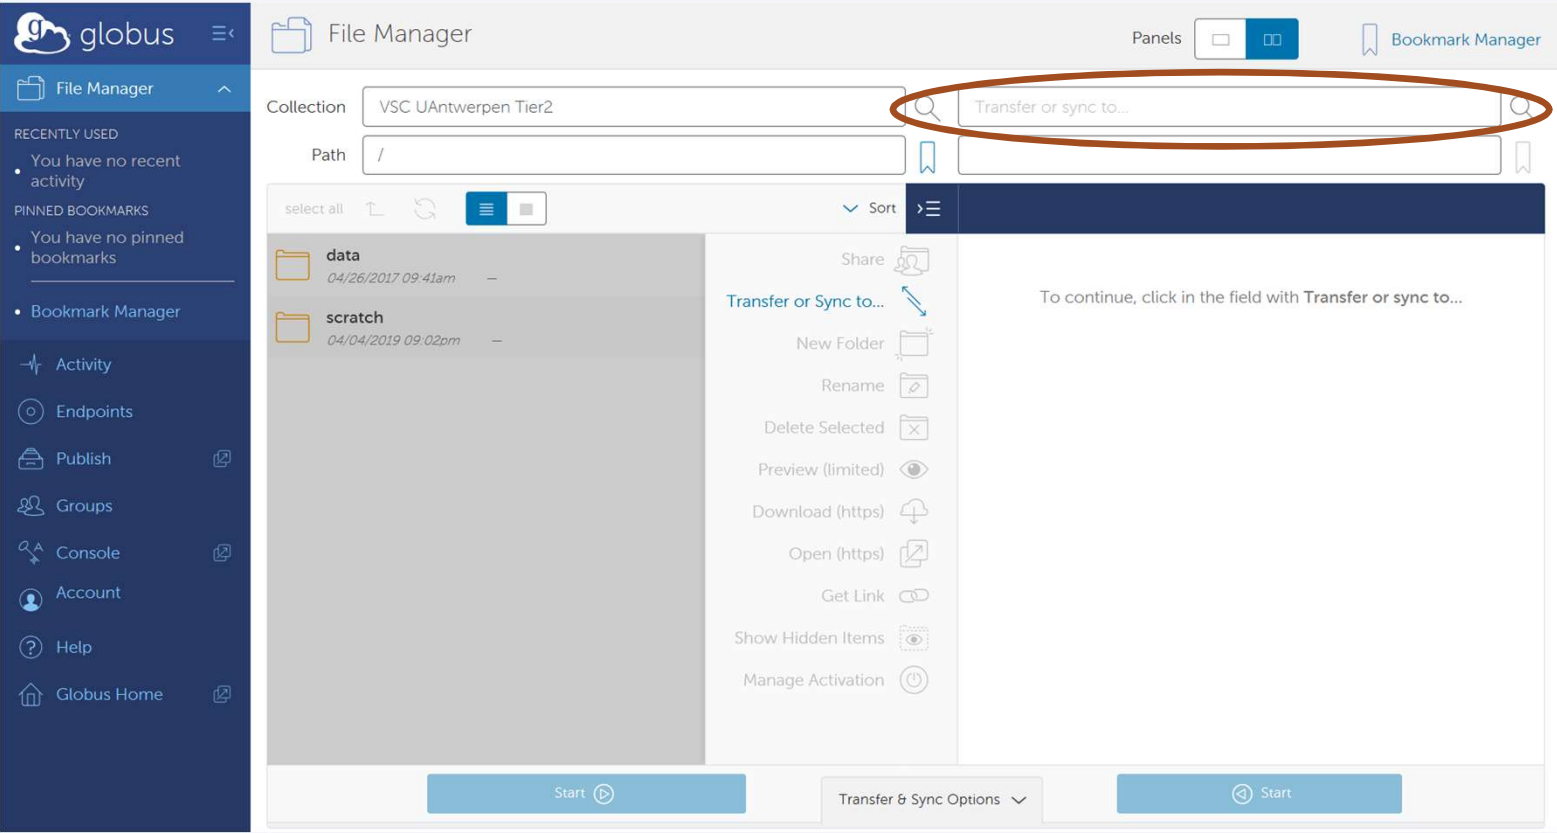 globus
File Manager
RECENTLY USED
You have no recent
activity
PINNED BOOKMARKS
You have no pinned
bookmarks
Bookmark Manager
Activity
Endpoints
Publish
Groups
Console
Account
Help
Globus Home
File Manager
Panels
Bookmark Manager
Collection VSC UAntwerpen Tier2
Transfer or sync to...
Path /
select all
Sort
data
04/26/2017 09:41am –
scratch
04/04/2019 09:02pm –
Share
Transfer or Sync to...
New Folder
Rename
Delete Selected
Preview (limited)
Download (https)
Open (https)
Get Link
Show Hidden Items
Manage Activation
To continue, click in the field with Transfer or sync to...
Start
Transfer & Sync Options
Start